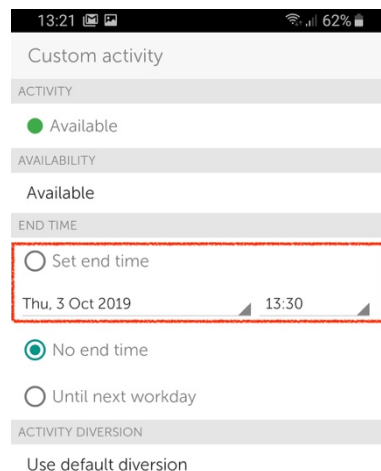 13:21 62%
Custom activity
ACTIVITY
Available
AVAILABILITY
Available
END TIME
Set end time
Thu, 3 Oct 2019 13:30
No end time
Until next workday
ACTIVITY DIVERSION
Use default diversion